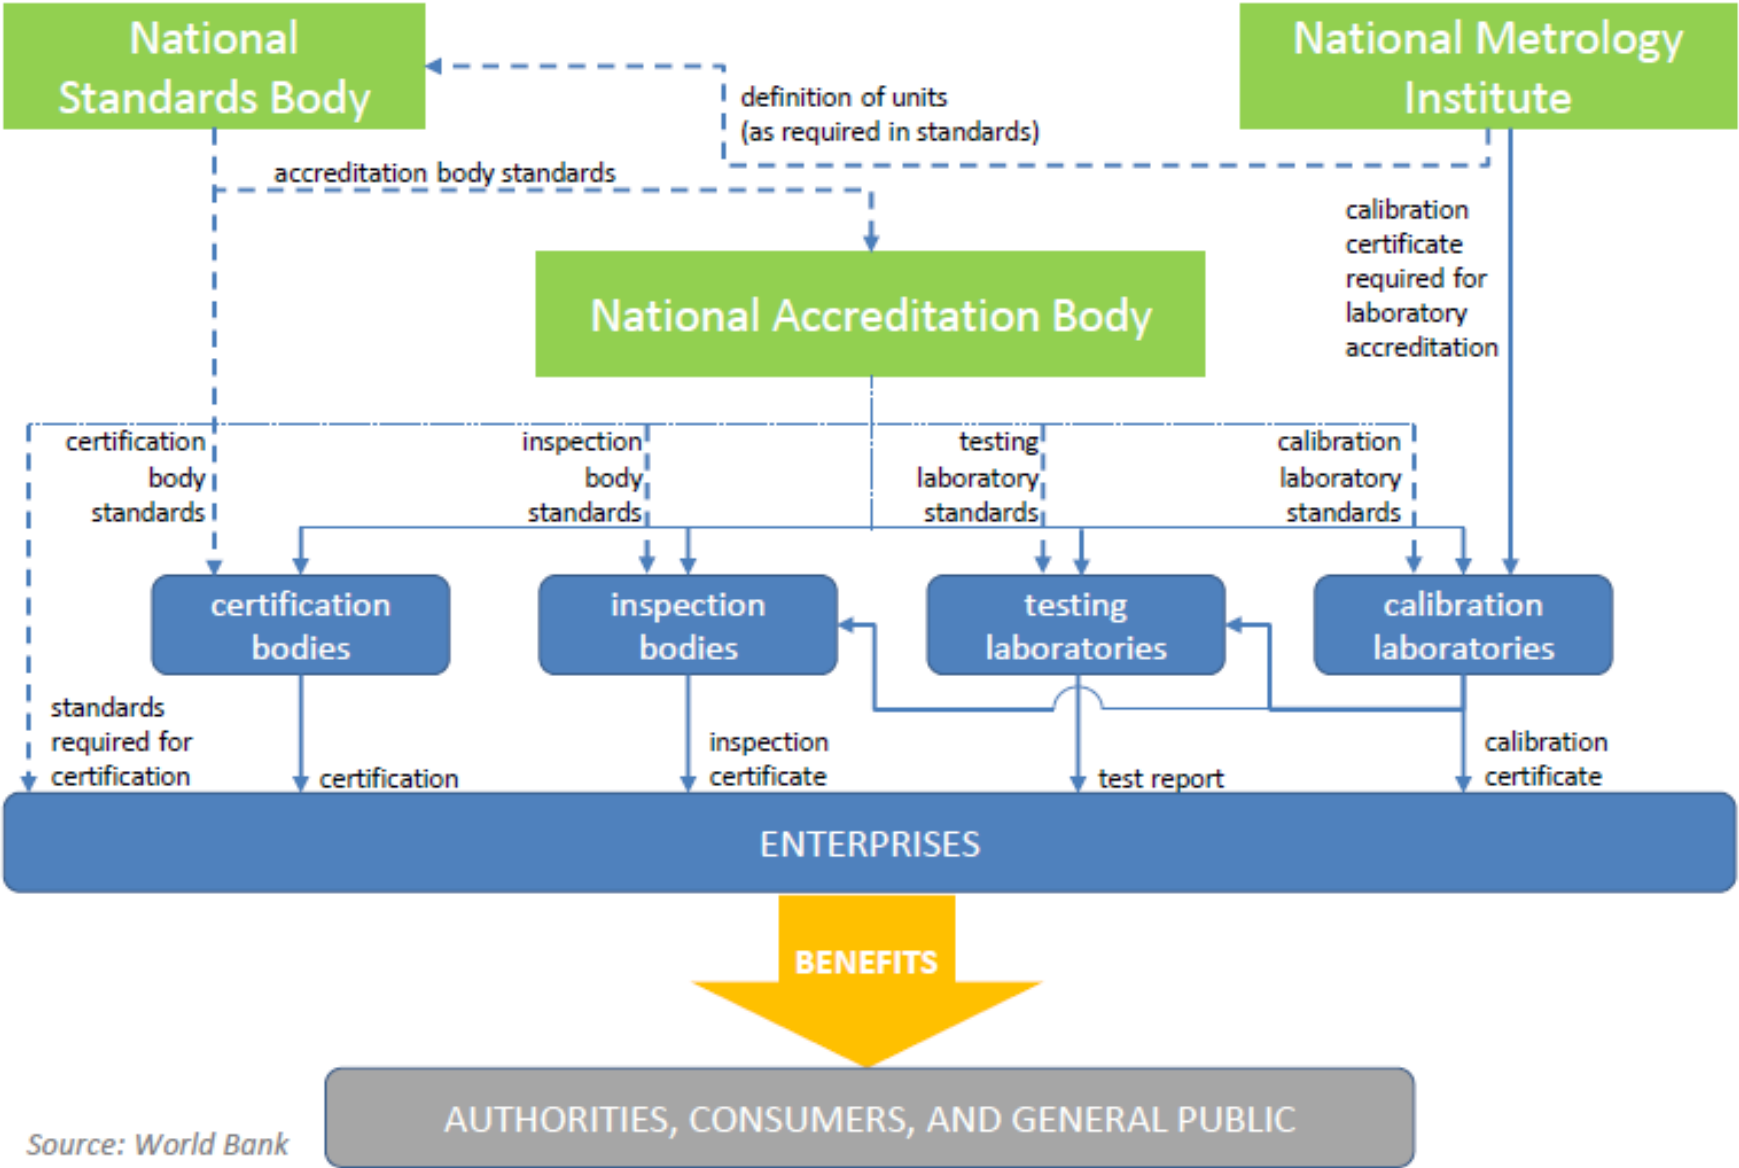 National
Standards Body
National Metrology
Institute
definition of units
(as required in standards)
accreditation body standards
calibration
certificate
required for
laboratory
accreditation
National Accreditation Body
certification
body
standards
inspection
body
standards
testing
laboratory
standards
calibration
laboratory
standards
certification
bodies
inspection
bodies
testing
laboratories
calibration
laboratories
standards
required for
certification
certification
inspection
certificate
test report
calibration
certificate
ENTERPRISES
BENEFITS
AUTHORITIES, CONSUMERS, AND GENERAL PUBLIC
Source: World Bank